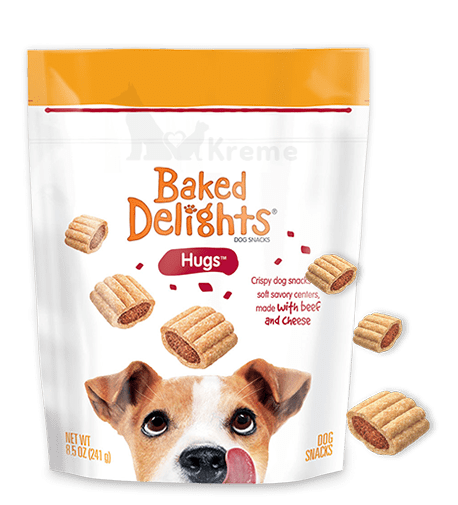 Kreme
Baked
Delights®
DOG SNACKS
Hugs™
Crispy dog snacks
soft savory centers,
made with beef
and cheese
NET WT
8.5 OZ (241 g)
DOG
SNACKS